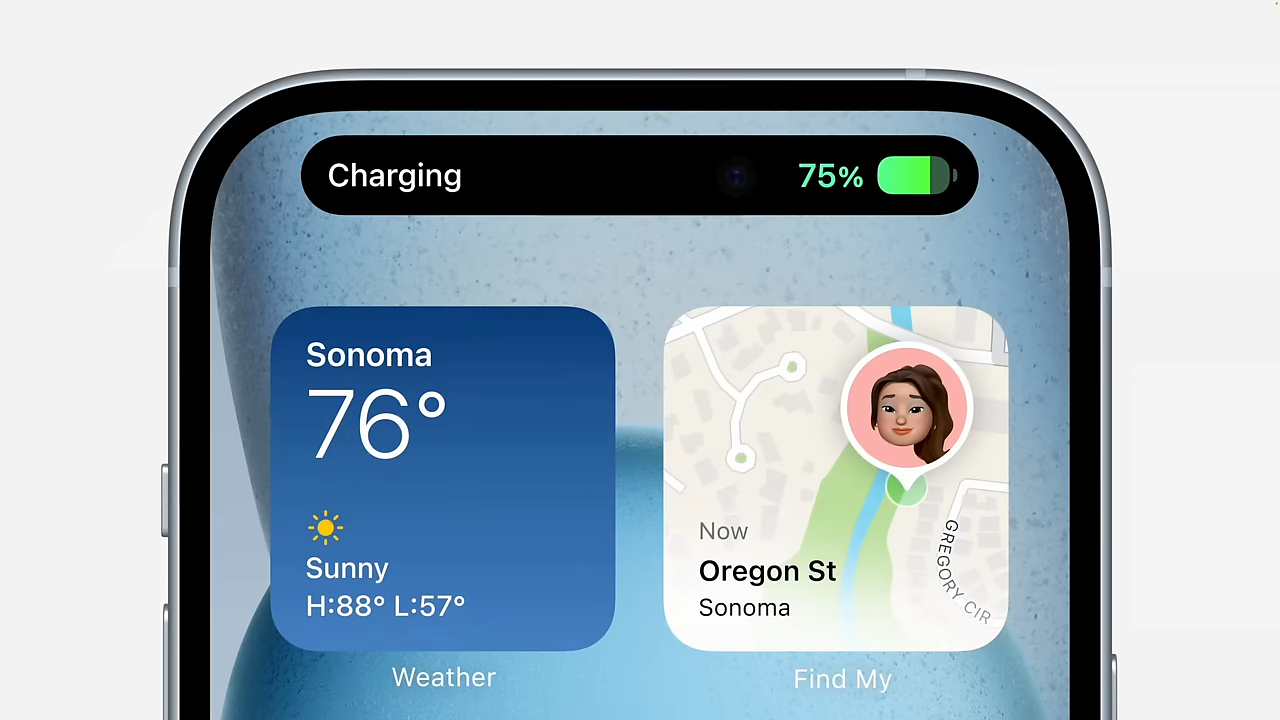 Charging 75%
Sonoma
76°
Sunny
H:88° L:57°
Weather
Now
Oregon St
Sonoma
GREGORY CIR
Find My